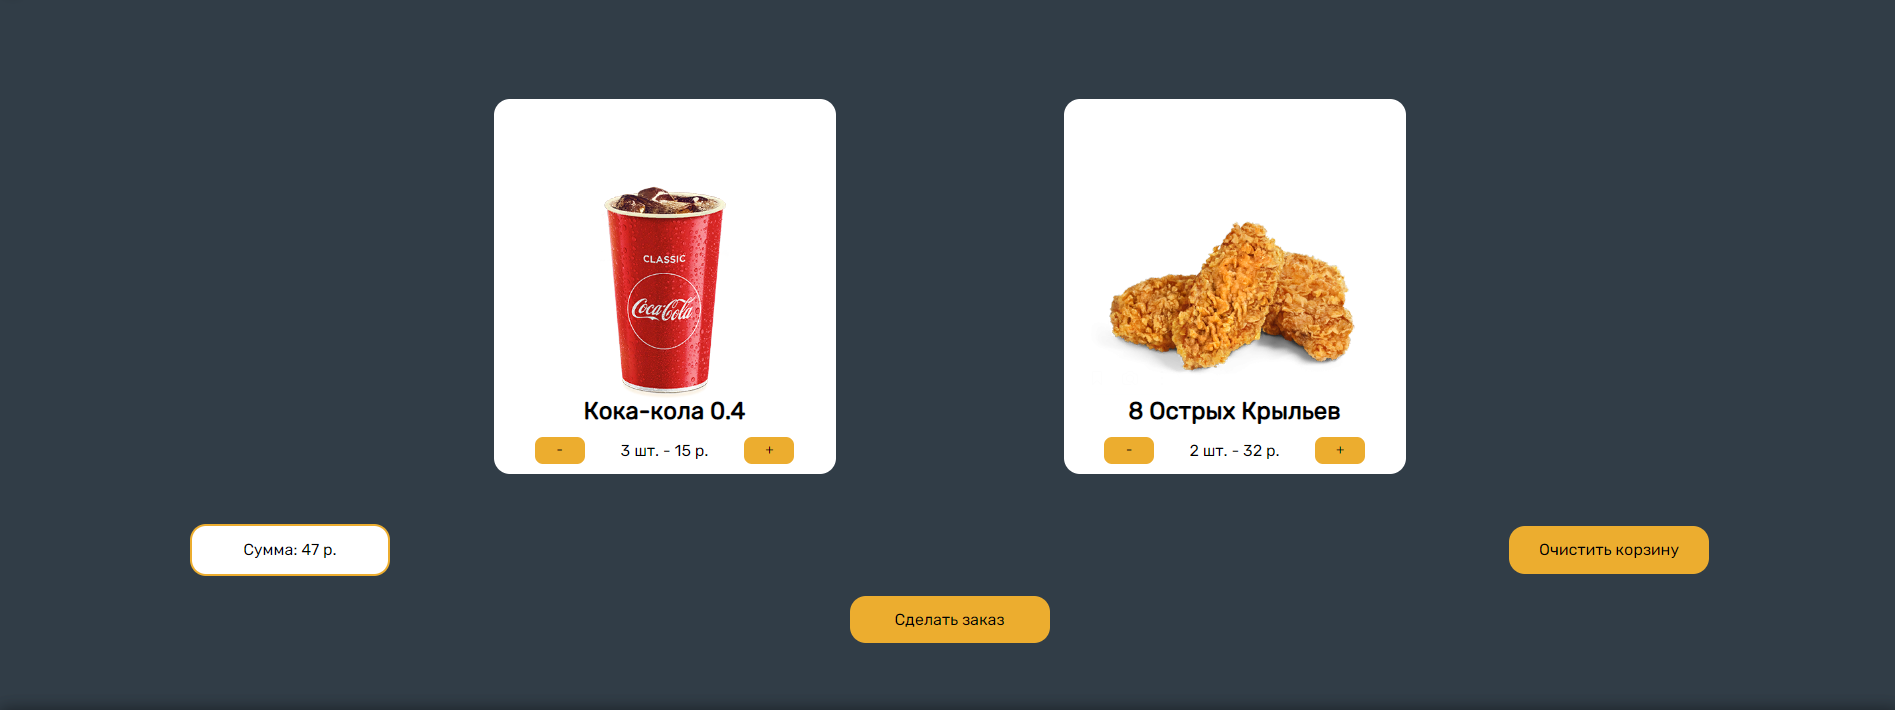 CLASSIC
Coca-Cola
Кока-кола 0.4
- 3 шт. - 15 р. +
8 Острых Крыльев
- 2 шт. - 32 р. +
Сумма: 47 р.
Очистить корзину
Сделать заказ